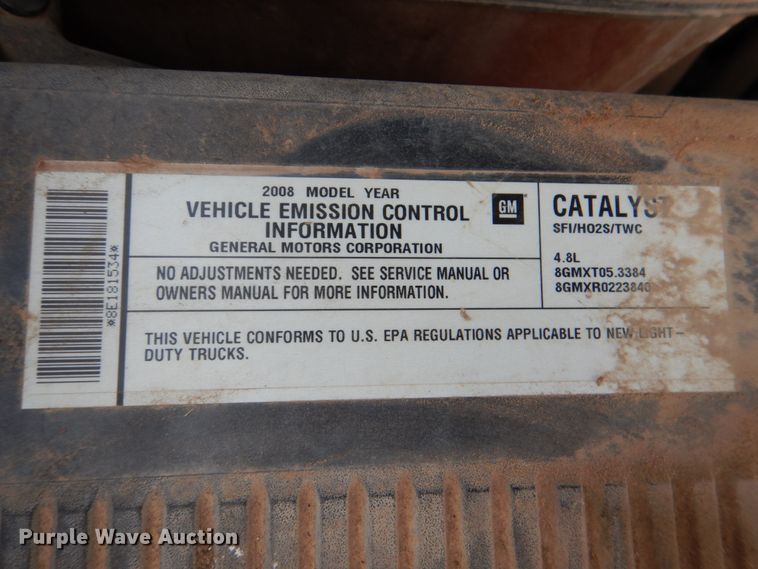 *8E181534*
2008 MODEL YEAR
VEHICLE EMISSION CONTROL
INFORMATION
GENERAL MOTORS CORPORATION
GM
NO ADJUSTMENTS NEEDED. SEE SERVICE MANUAL OR
OWNERS MANUAL FOR MORE INFORMATION.
CATALYST
SFI/HO2S/TWC
4.8L
8GMXT05.3384
8GMXR0223840
THIS VEHICLE CONFORMS TO U.S. EPA REGULATIONS APPLICABLE TO NEW LIGHT-
DUTY TRUCKS.
Purple Wave Auction®